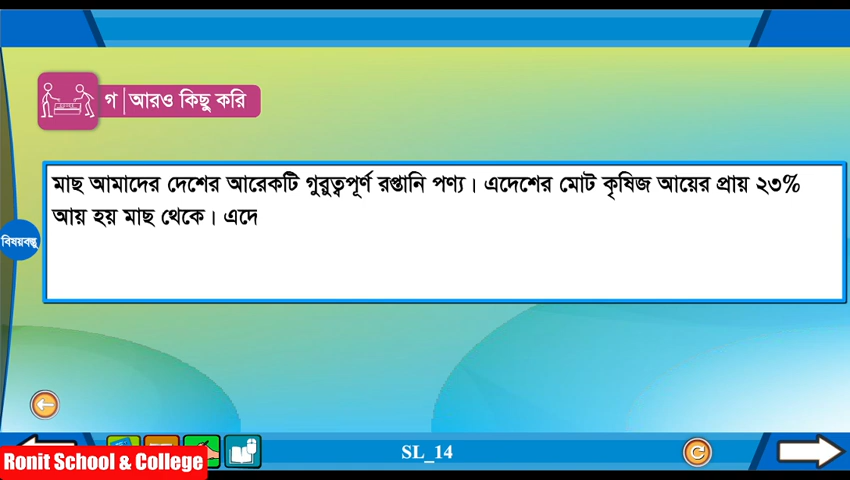 গ | আরও কিছু করি
মাছ আমাদের দেশের আরেকটি গুরুত্বপূর্ণ রপ্তানি পণ্য। এদেশের মোট কৃষিজ আয়ের প্রায় ২৩%
আয় হয় মাছ থেকে। এদে
বিষয়বস্তু
SL_14
Ronit School & College